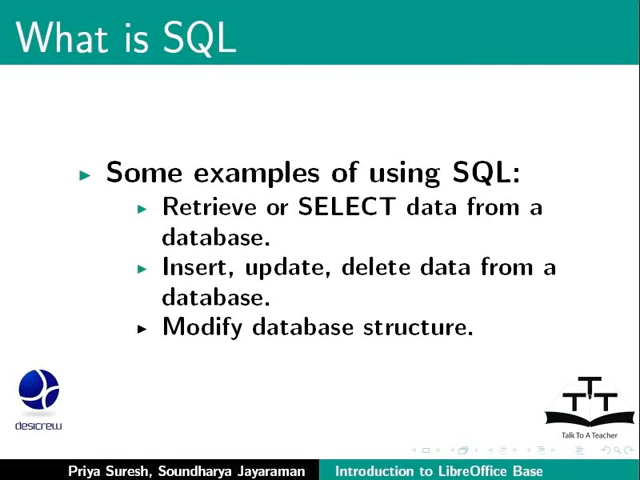 What is SQL
Some examples of using SQL:
Retrieve or SELECT data from a
database.
Insert, update, delete data from a
database.
Modify database structure.
desicrew
TTT
Talk To A Teacher
Priya Suresh, Soundharya Jayaraman
Introduction to LibreOffice Base